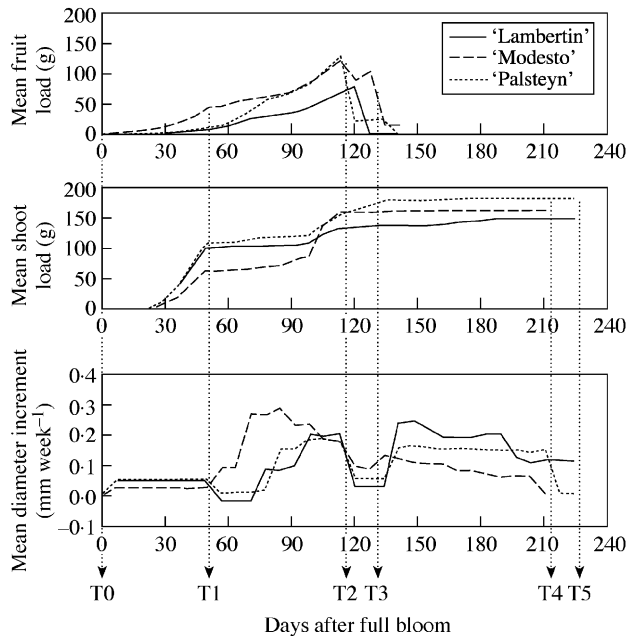 200
150
100
50
0
Mean fruit
load (g)
‘Lambertin’
‘Modesto’
‘Palsteyn’
0 30 60 90 120 150 180 210 240
200
150
100
50
0
Mean shoot
load (g)
0 30 60 90 120 150 180 210 240
0·4
0·3
0·2
0·1
0·0
–0·1
Mean diameter increment
(mm week⁻¹)
0 30 60 90 120 150 180 210 240
T0 T1 T2 T3 T4 T5
Days after full bloom